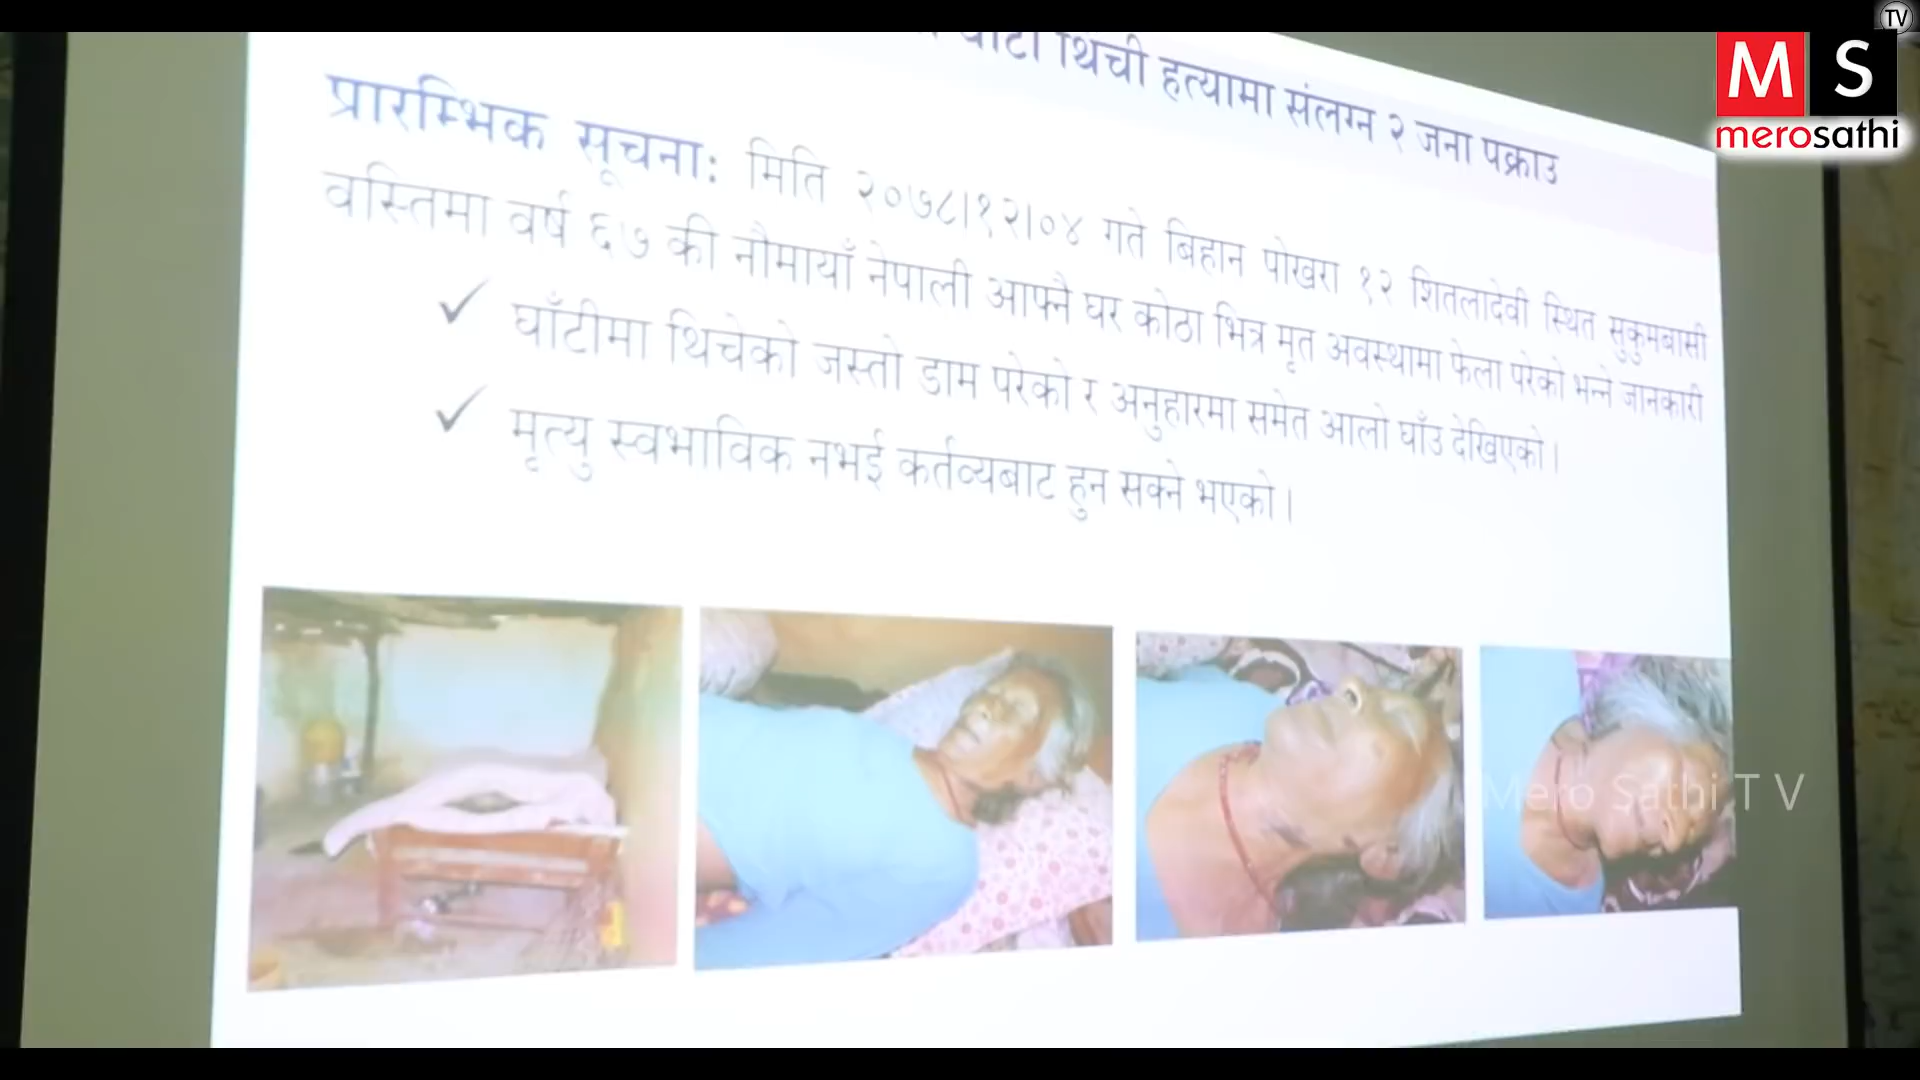 TV
M S
merosathi
घाँटी थिची हत्यामा संलग्न २ जना पक्राउ
प्रारम्भिक सूचनाः मिति २०७८।१२।०४ गते बिहान पोखरा १२ शितलादेवी स्थित सुकुमबासी
वस्तिमा वर्ष ६७ की नौमायाँ नेपाली आफ्नै घर कोठा भित्र मृत अवस्थामा फेला परेको भन्ने जानकारी
✓ घाँटीमा थिचेको जस्तो डाम परेको र अनुहारमा समेत आलो घाँउ देखिएको।
✓ मृत्यु स्वभाविक नभई कर्तव्यबाट हुन सक्ने भएको।
Mero Sathi T V